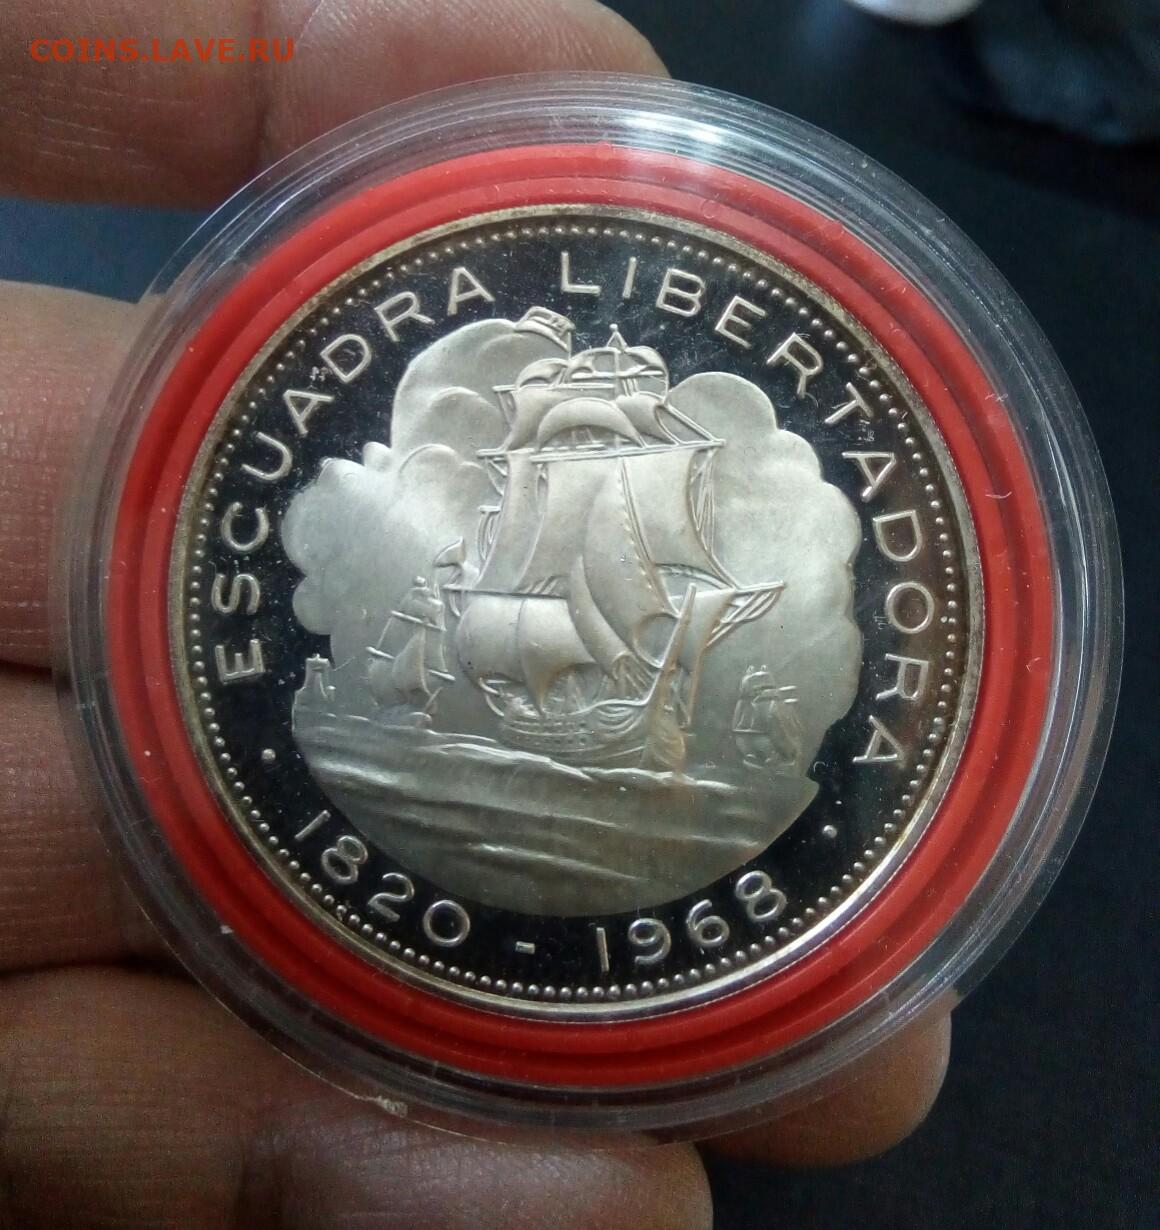 COINS.LAVE.RU
ESCUADRA LIBERTADORA
1820 - 1968